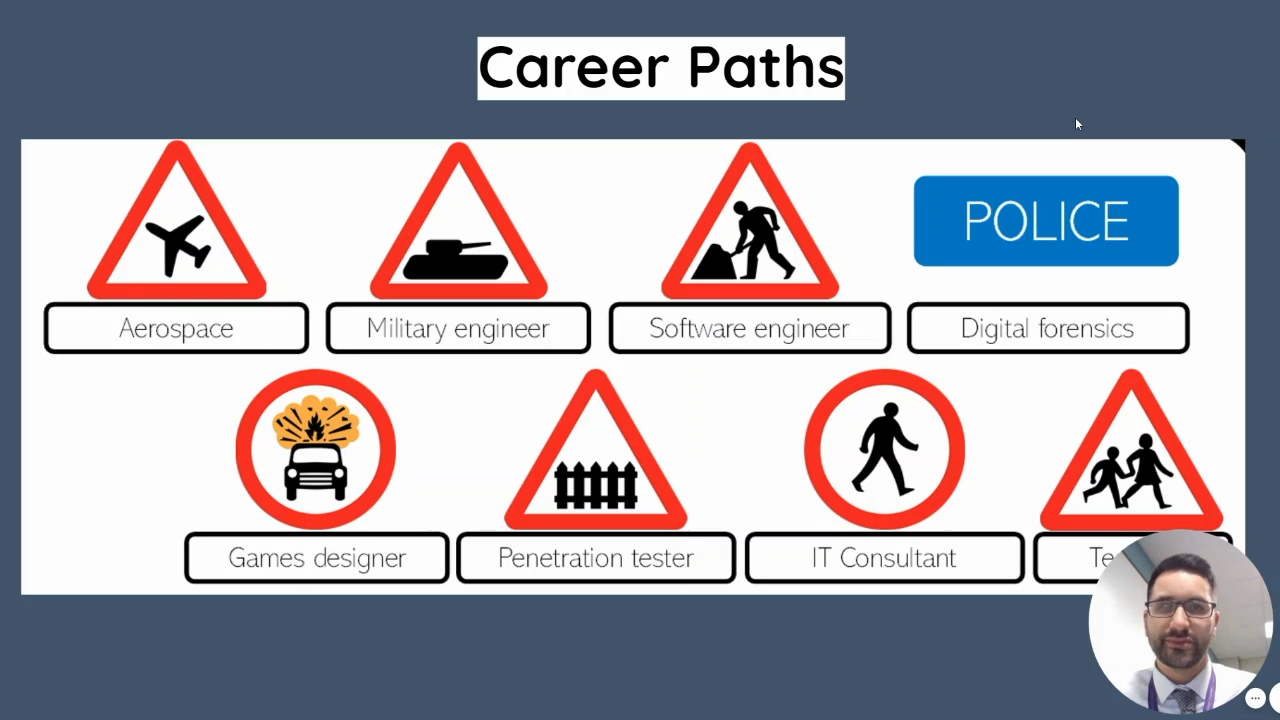 Career Paths
POLICE
Aerospace
Military engineer
Software engineer
Digital forensics
Games designer
Penetration tester
IT Consultant